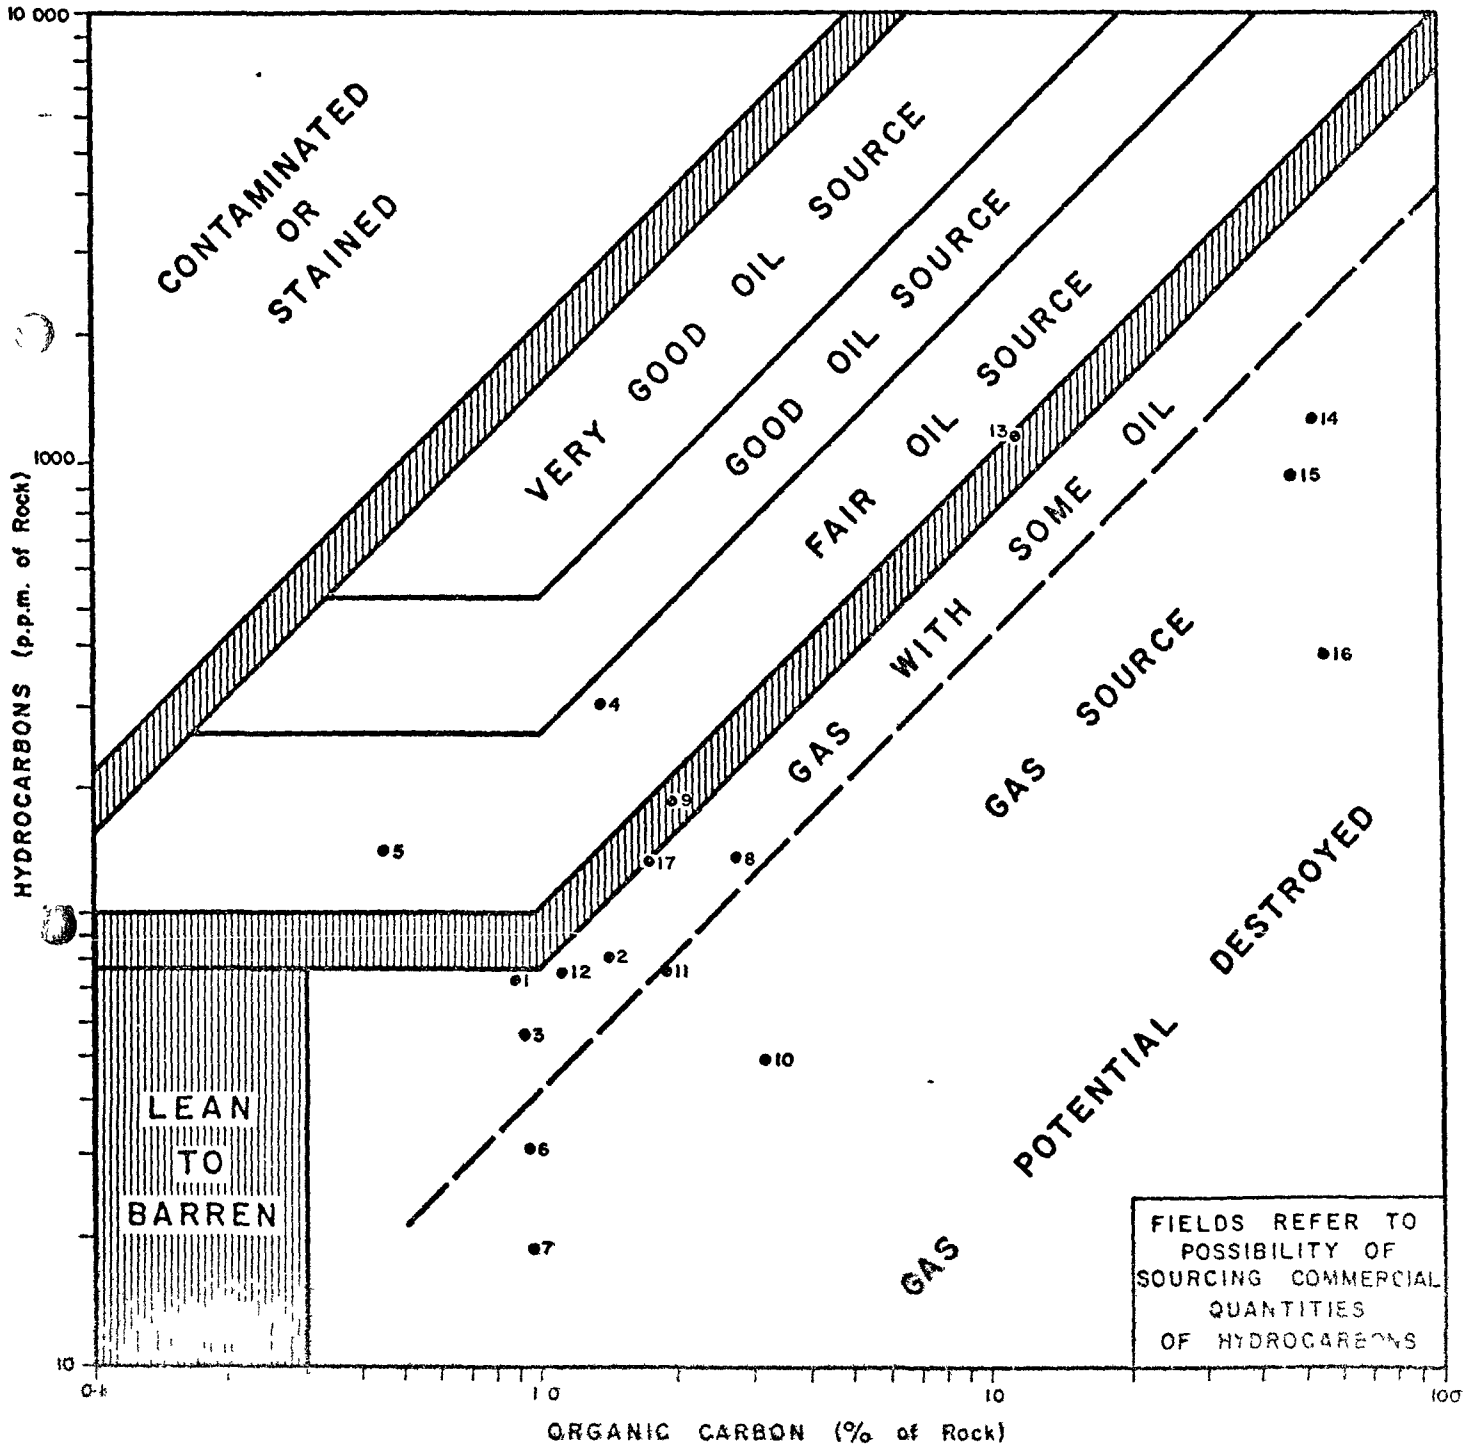 10 000
1000
10
HYDROCARBONS (p.p.m. of Rock)
CONTAMINATED
OR
STAINED
VERY GOOD OIL SOURCE
GOOD OIL SOURCE
FAIR OIL SOURCE
GAS WITH SOME OIL
GAS SOURCE
GAS POTENTIAL DESTROYED
LEAN
TO
BARREN
13
14
15
16
4
9
5
17
8
12
2
11
1
3
10
6
7
FIELDS REFER TO
POSSIBILITY OF
SOURCING COMMERCIAL
QUANTITIES
OF HYDROCARBONS
1.0
10
100
ORGANIC CARBON (% of Rock)